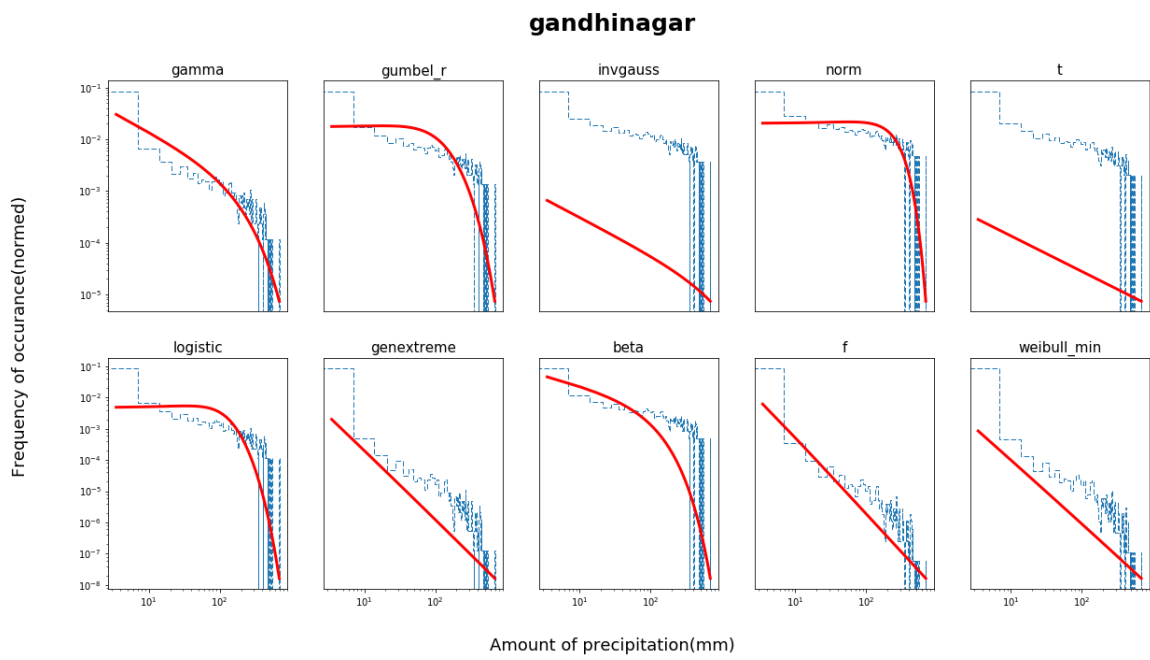 gandhinagar
gamma gumbel_r invgauss norm t
10⁻¹
10⁻²
10⁻³
10⁻⁴
10⁻⁵
logistic genextreme beta f weibull_min
10⁻¹
10⁻²
10⁻³
10⁻⁴
10⁻⁵
10⁻⁶
10⁻⁷
10⁻⁸
10¹ 10² 10¹ 10² 10¹ 10² 10¹ 10² 10¹ 10²
Frequency of occurance(normed)
Amount of precipitation(mm)